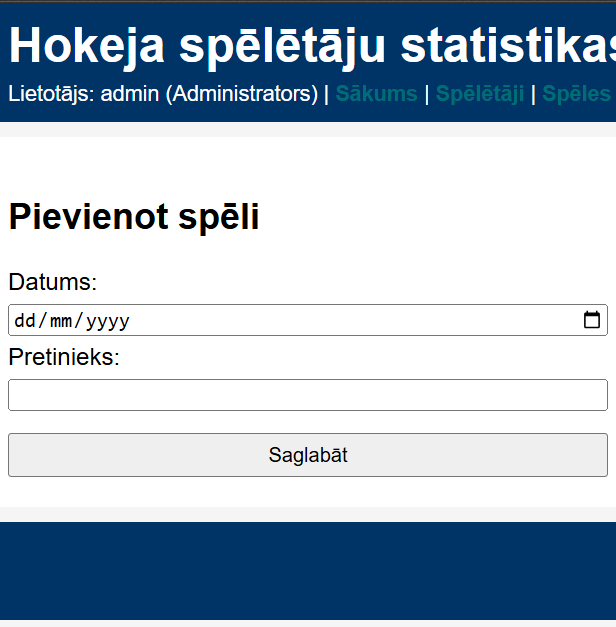 Hokeja spēlētāju statistikas
Lietotājs: admin (Administrators) | Sākums | Spēlētāji | Spēles
Pievienot spēli
Datums:
dd/mm/yyyy
Pretinieks:
Saglabāt